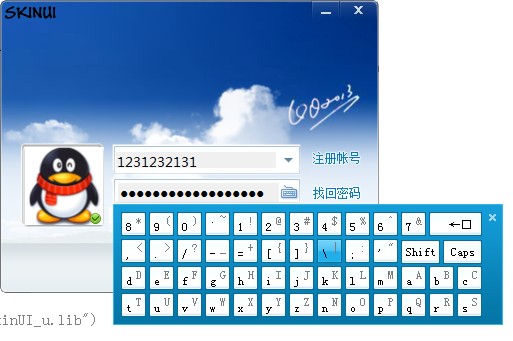 SKINUI
QQ2013
1231232131
注册帐号
●●●●●●●●●●●●●●●●●●
找回密码
8 * 9 ( 0 ) ` ~ 1 ! 2 @ 3 # 4 $ 5 % 6 ^ 7 & ←□
, < . > / ? - _ = + [ { ] } \ | ; : ' " Shift Caps
d D e E f F g G h H i I j J k K l L m M a A b B c C
t T u U v V w W x X y Y z Z n N o O p P q Q r R s S
inUI_u.lib")